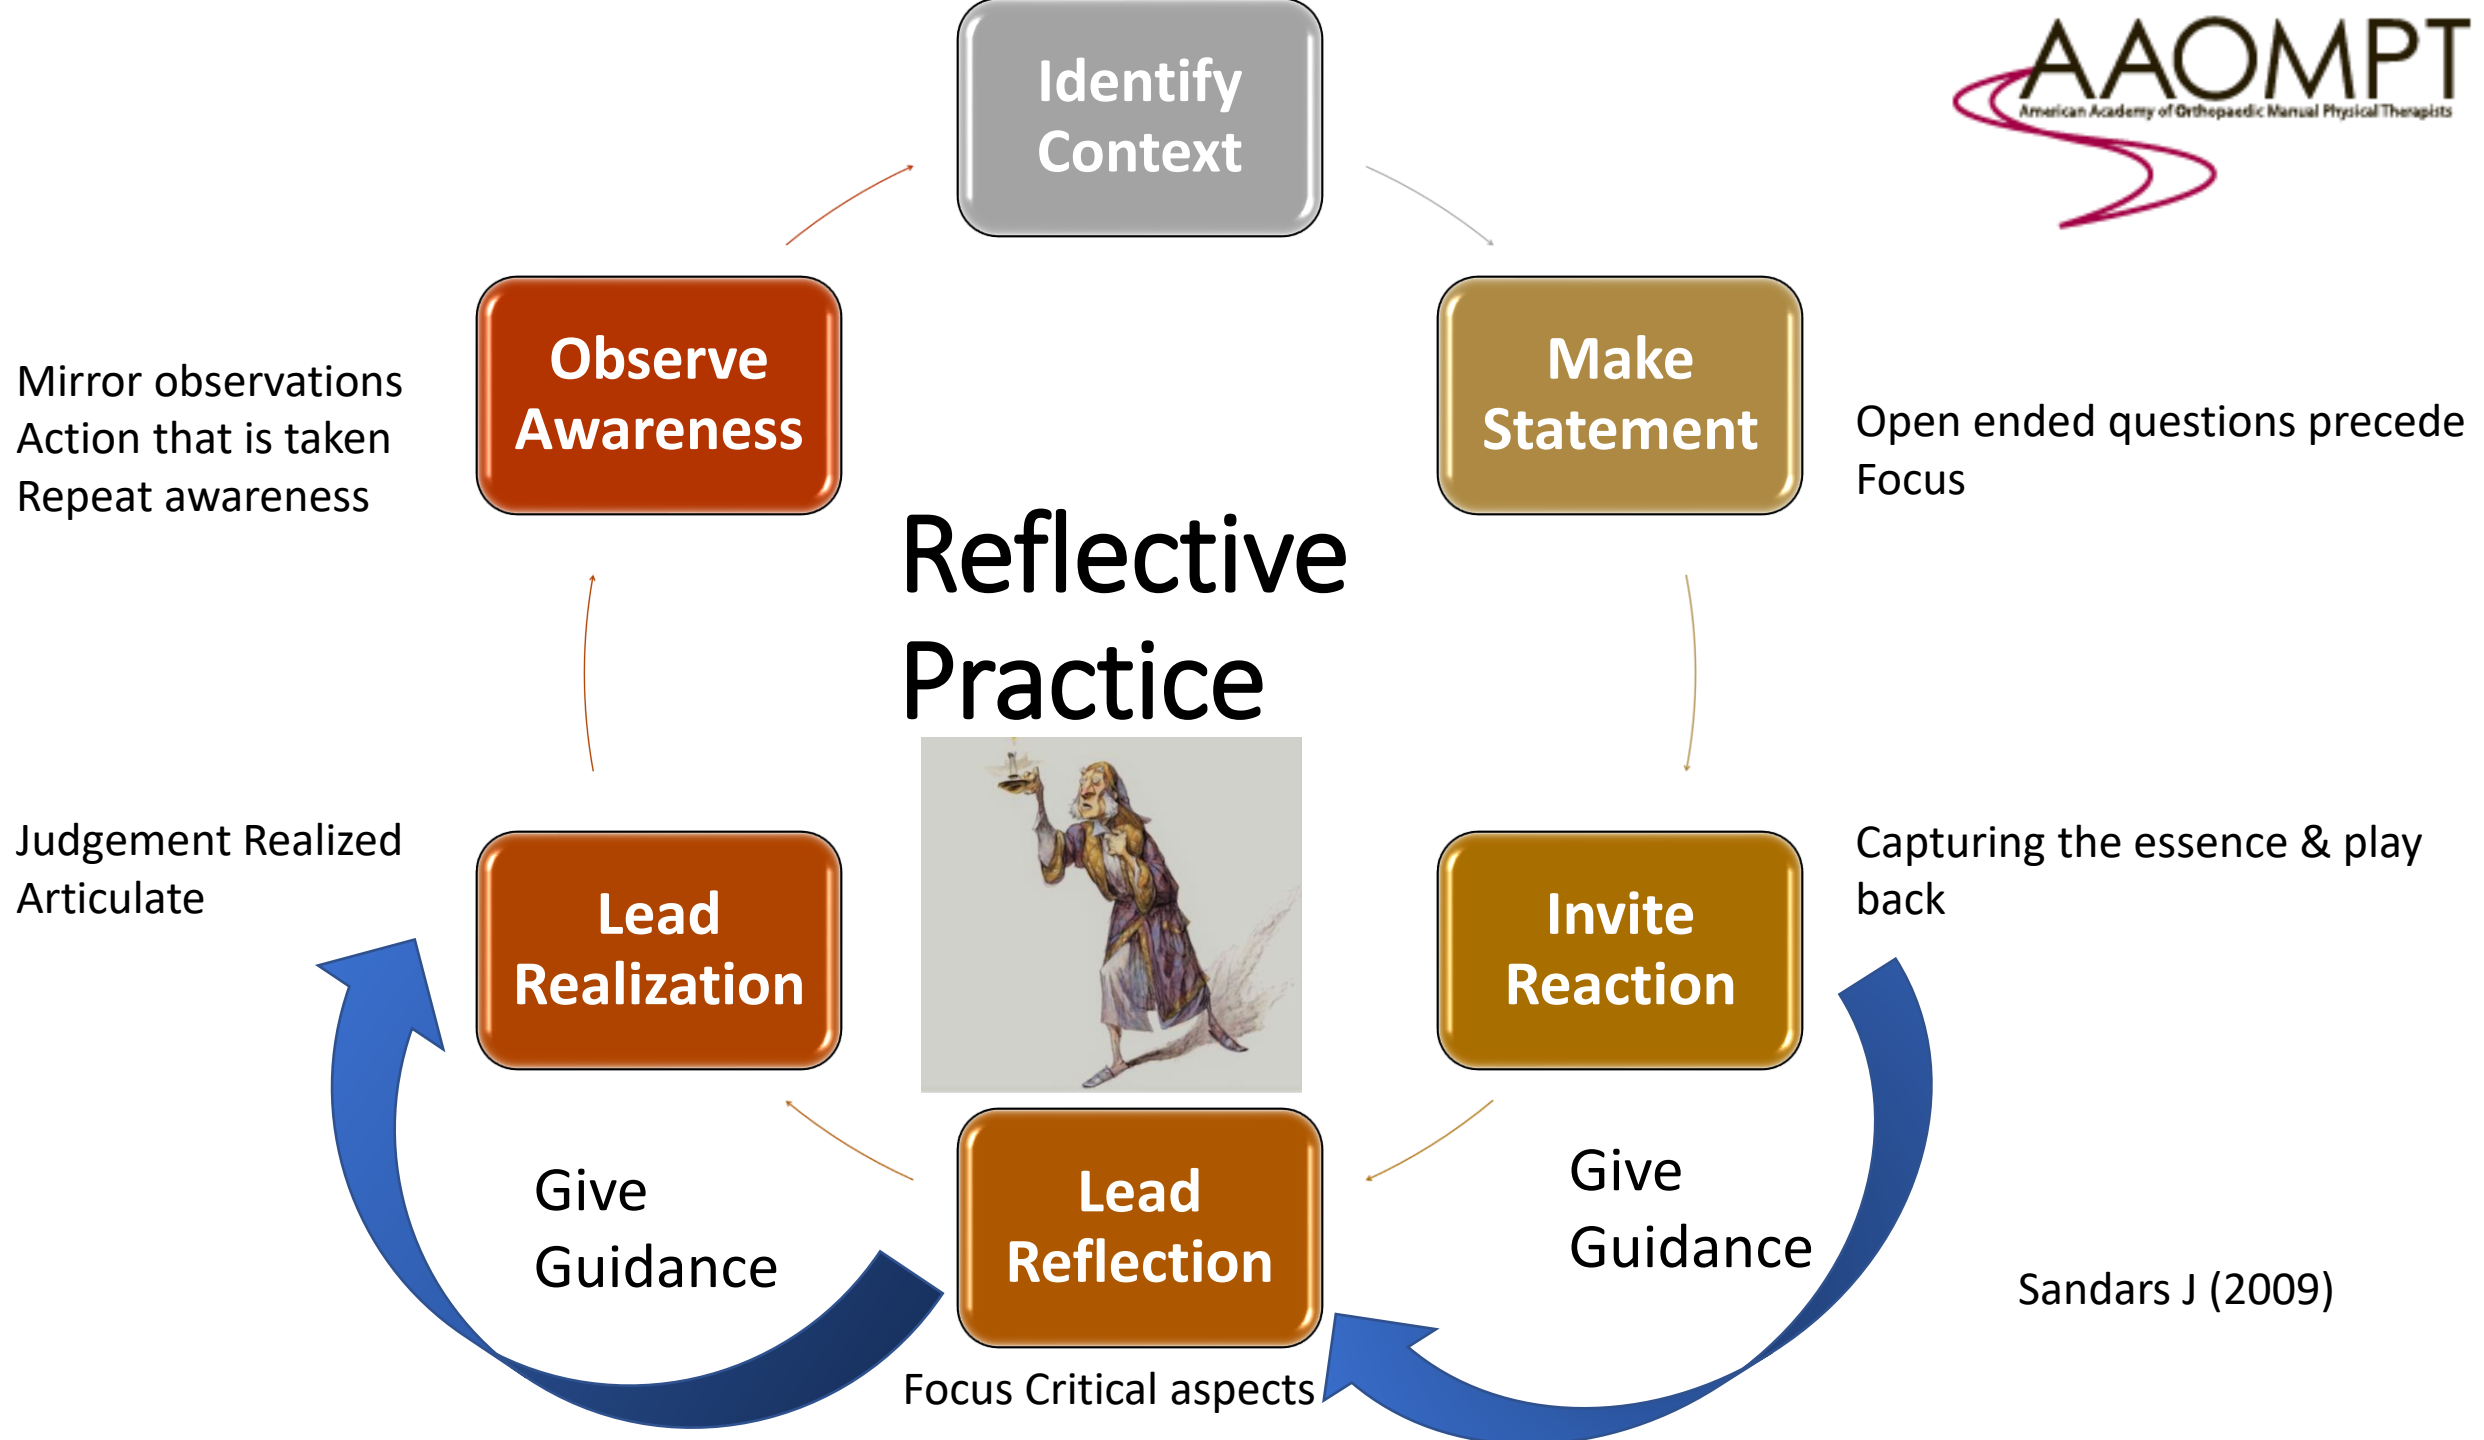 Identify
Context
AAOMPT
American Academy of Orthopaedic Manual Physical Therapists
Make
Statement
Open ended questions precede
Focus
Invite
Reaction
Capturing the essence & play
back
Give
Guidance
Lead
Reflection
Focus Critical aspects
Give
Guidance
Lead
Realization
Judgement Realized
Articulate
Observe
Awareness
Mirror observations
Action that is taken
Repeat awareness
Reflective
Practice
Sandars J (2009)